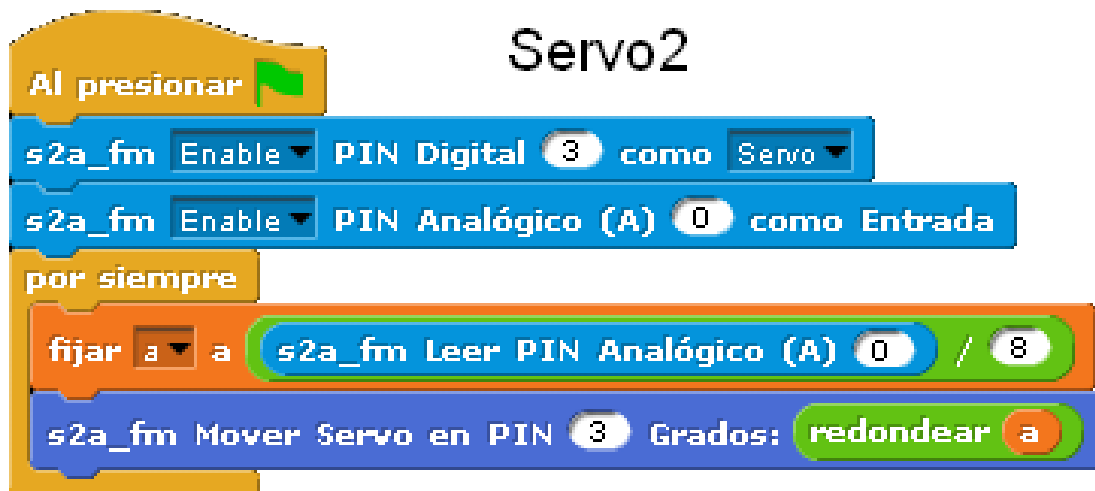 Servo2
Al presionar
s2a_fm Enable PIN Digital 3 como Servo
s2a_fm Enable PIN Analógico (A) 0 como Entrada
por siempre
fijar a a s2a_fm Leer PIN Analógico (A) 0 / 8
s2a_fm Mover Servo en PIN 3 Grados: redondear a